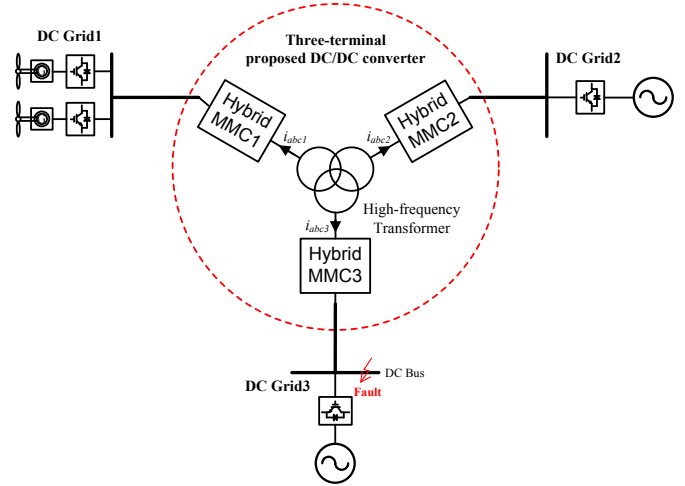 DC Grid1
Three-terminal
proposed DC/DC converter
DC Grid2
Hybrid
MMC1
Hybrid
MMC2
iabc1
iabc2
High-frequency
Transformer
iabc3
Hybrid
MMC3
DC Bus
DC Grid3
Fault